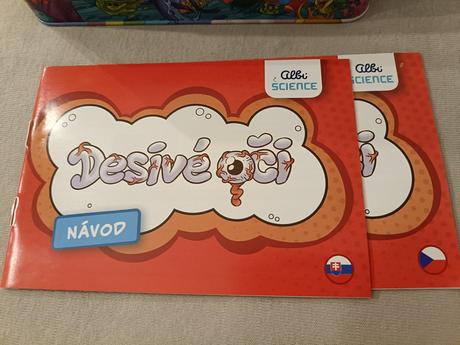 Albi
SCIENCE
Desivé oči
NÁVOD
Albi
SCIENCE